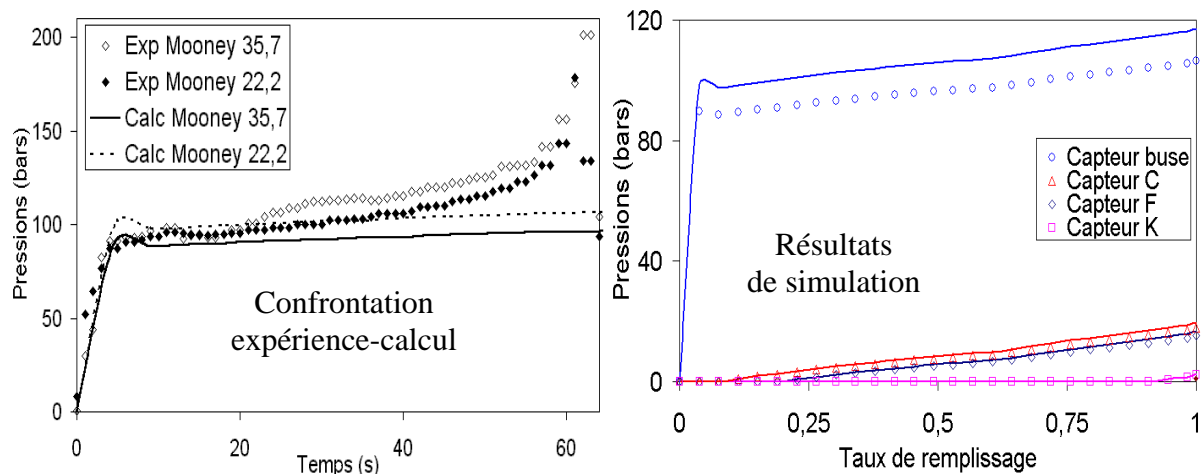 200
150
100
50
0
Pressions (bars)
Exp Mooney 35,7
Exp Mooney 22,2
Calc Mooney 35,7
Calc Mooney 22,2
Confrontation
expérience-calcul
0
20
40
60
Temps (s)
120
80
40
0
Pressions (bars)
Capteur buse
Capteur C
Capteur F
Capteur K
Résultats
de simulation
0
0,25
0,5
0,75
1
Taux de remplissage